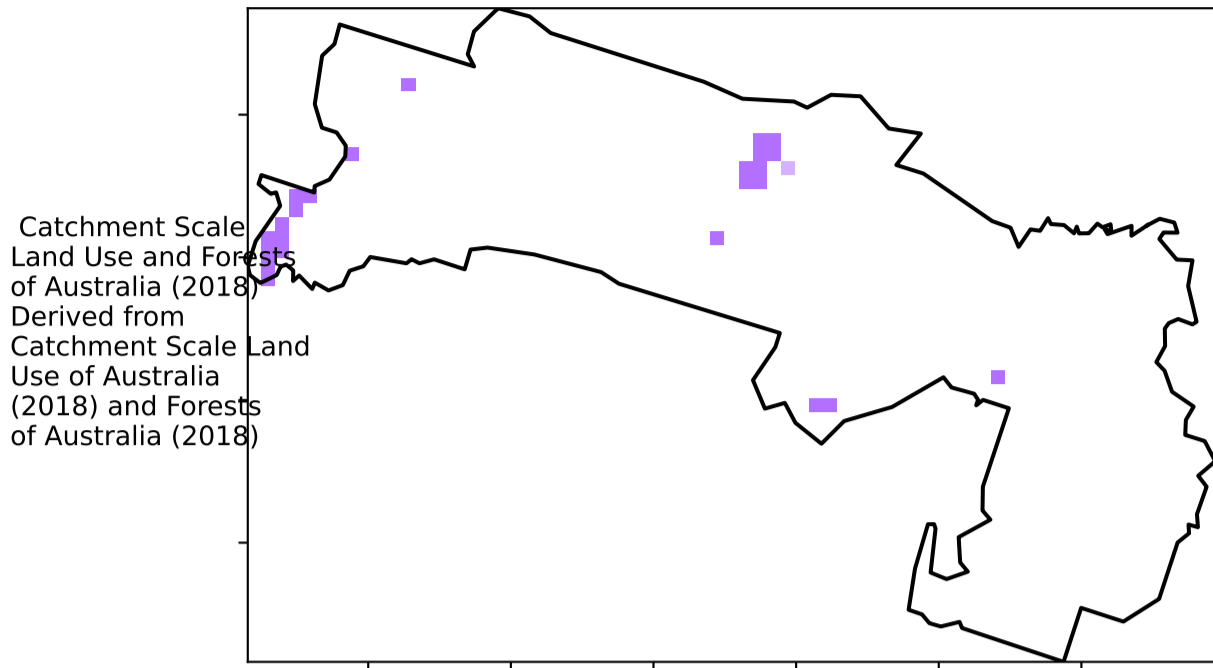 Catchment Scale
Land Use and Forests
of Australia (2018)
Derived from
Catchment Scale Land
Use of Australia
(2018) and Forests
of Australia (2018)